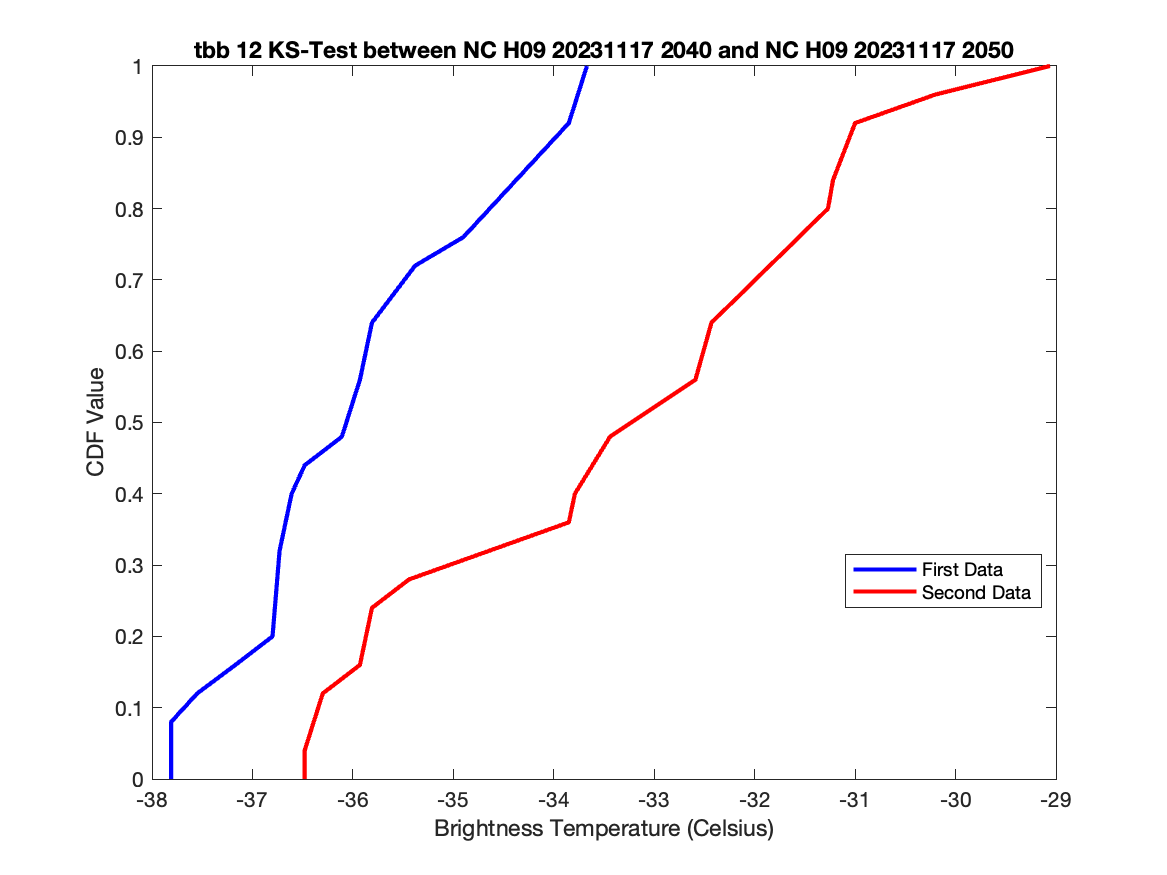 tbb 12 KS-Test between NC H09 20231117 2040 and NC H09 20231117 2050
1
0.9
0.8
0.7
0.6
0.5
0.4
0.3
0.2
0.1
0
CDF Value
First Data
Second Data
-38 -37 -36 -35 -34 -33 -32 -31 -30 -29
Brightness Temperature (Celsius)